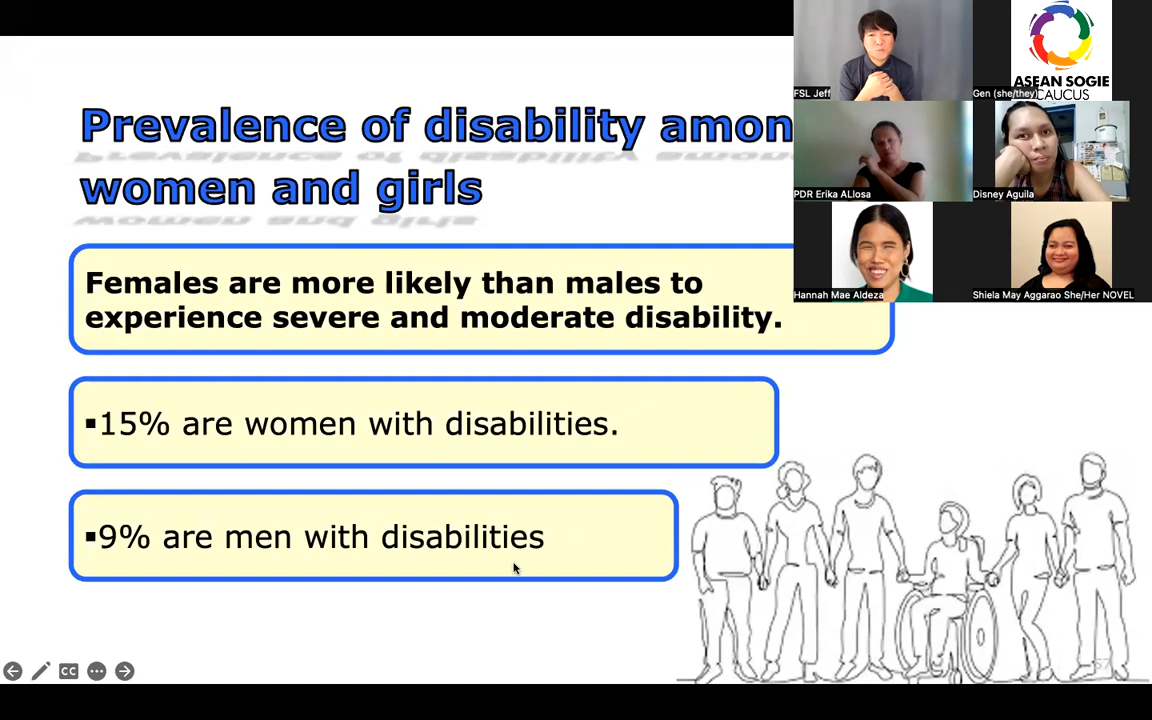 Prevalence of disability amon
women and girls
Females are more likely than males to
experience severe and moderate disability.
▪15% are women with disabilities.
▪9% are men with disabilities
CC
57
FSL Jeff
Gen (she/they)
ASEAN SOGIE
CAUCUS
PDR Erika ALlosa
Disney Aguila
Hannah Mae Aldeza
Shiela May Aggarao She/Her NOVEL